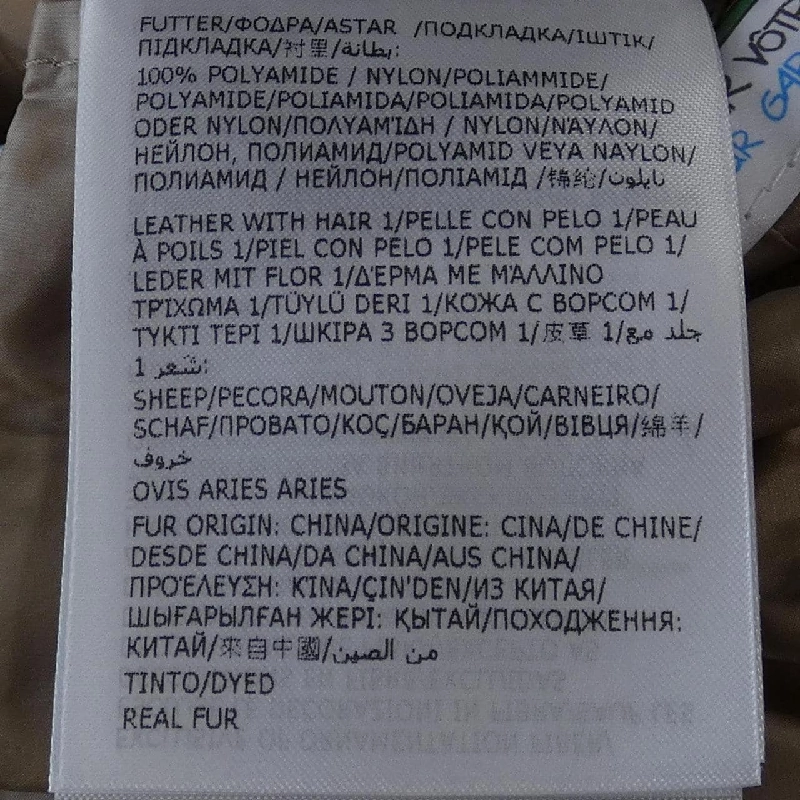 FUTTER/ΦΟΔΡΑ/ASTAR /ПОДКЛАДКА/ІШТІК/
ПІДКЛАДКА/衬里/بطانة:
100% POLYAMIDE / NYLON/POLIAMMIDE/
POLYAMIDE/POLIAMIDA/POLIAMIDA/POLYAMID
ODER NYLON/ΠΟΛΥΑΜΊΔΗ / NYLON/ΝΆΥΛΟΝ/
НЕЙЛОН, ПОЛИАМИД/POLYAMID VEYA NAYLON/
ПОЛИАМИД / НЕЙЛОН/ПОЛІАМІД /锦纶/نايلون
LEATHER WITH HAIR 1/PELLE CON PELO 1/PEAU
À POILS 1/PIEL CON PELO 1/PELE COM PELO 1/
LEDER MIT FLOR 1/ΔΈΡΜΑ ΜΕ ΜΆΛΛΙΝΟ
ΤΡΊΧΩΜΑ 1/TÜYLÜ DERI 1/КОЖА С ВОРСОМ 1/
ТҮКТІ ТЕРІ 1/ШКІРА З ВОРСОМ 1/皮草 1/جلد مع
شعر 1:
SHEEP/PECORA/MOUTON/OVEJA/CARNEIRO/
SCHAF/ΠΡΟΒΑΤΟ/KOÇ/БАРАН/ҚОЙ/ВІВЦЯ/绵羊/
خروف
OVIS ARIES ARIES
FUR ORIGIN: CHINA/ORIGINE: CINA/DE CHINE/
DESDE CHINA/DA CHINA/AUS CHINA/
ΠΡΟΈΛΕΥΣΗ: ΚΊΝΑ/ÇIN'DEN/ИЗ КИТАЯ/
ШЫҒАРЫЛҒАН ЖЕРІ: ҚЫТАЙ/ПОХОДЖЕННЯ:
КИТАЙ/來自中國/من الصين
TINTO/DYED
REAL FUR